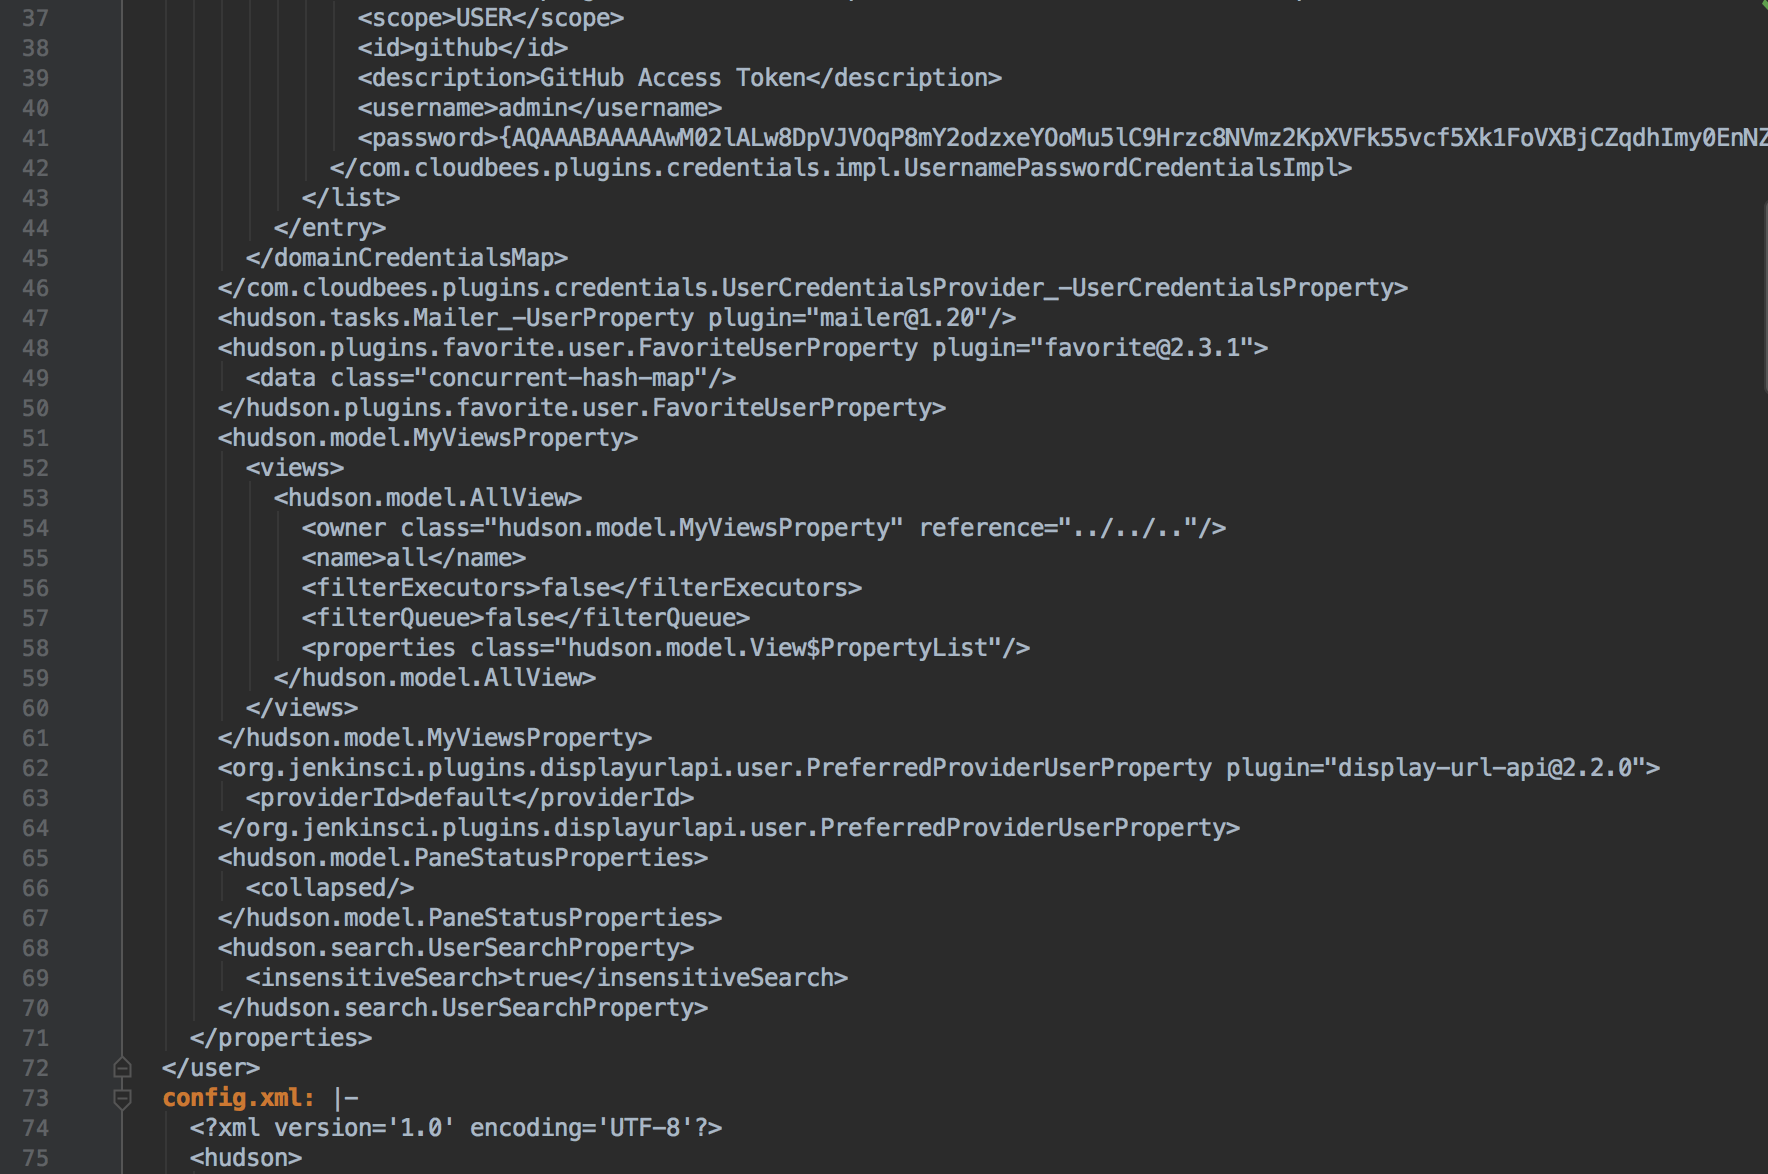 37 <scope>USER</scope>
38 <id>github</id>
39 <description>GitHub Access Token</description>
40 <username>admin</username>
41 <password>{AQAAABAAAAAwM02lALw8DpVJVOqP8mY2odzxeYOoMu5lC9Hrzc8NVmz2KpXVFk55vcf5Xk1FoVXBjCZqdhImy0EnNZ
42 </com.cloudbees.plugins.credentials.impl.UsernamePasswordCredentialsImpl>
43 </list>
44 </entry>
45 </domainCredentialsMap>
46 </com.cloudbees.plugins.credentials.UserCredentialsProvider_-UserCredentialsProperty>
47 <hudson.tasks.Mailer_-UserProperty plugin="mailer@1.20"/>
48 <hudson.plugins.favorite.user.FavoriteUserProperty plugin="favorite@2.3.1">
49 <data class="concurrent-hash-map"/>
50 </hudson.plugins.favorite.user.FavoriteUserProperty>
51 <hudson.model.MyViewsProperty>
52 <views>
53 <hudson.model.AllView>
54 <owner class="hudson.model.MyViewsProperty" reference="../../.."/>
55 <name>all</name>
56 <filterExecutors>false</filterExecutors>
57 <filterQueue>false</filterQueue>
58 <properties class="hudson.model.View$PropertyList"/>
59 </hudson.model.AllView>
60 </views>
61 </hudson.model.MyViewsProperty>
62 <org.jenkinsci.plugins.displayurlapi.user.PreferredProviderUserProperty plugin="display-url-api@2.2.0">
63 <providerId>default</providerId>
64 </org.jenkinsci.plugins.displayurlapi.user.PreferredProviderUserProperty>
65 <hudson.model.PaneStatusProperties>
66 <collapsed/>
67 </hudson.model.PaneStatusProperties>
68 <hudson.search.UserSearchProperty>
69 <insensitiveSearch>true</insensitiveSearch>
70 </hudson.search.UserSearchProperty>
71 </properties>
72 </user>
73 config.xml: |-
74 <?xml version='1.0' encoding='UTF-8'?>
75 <hudson>